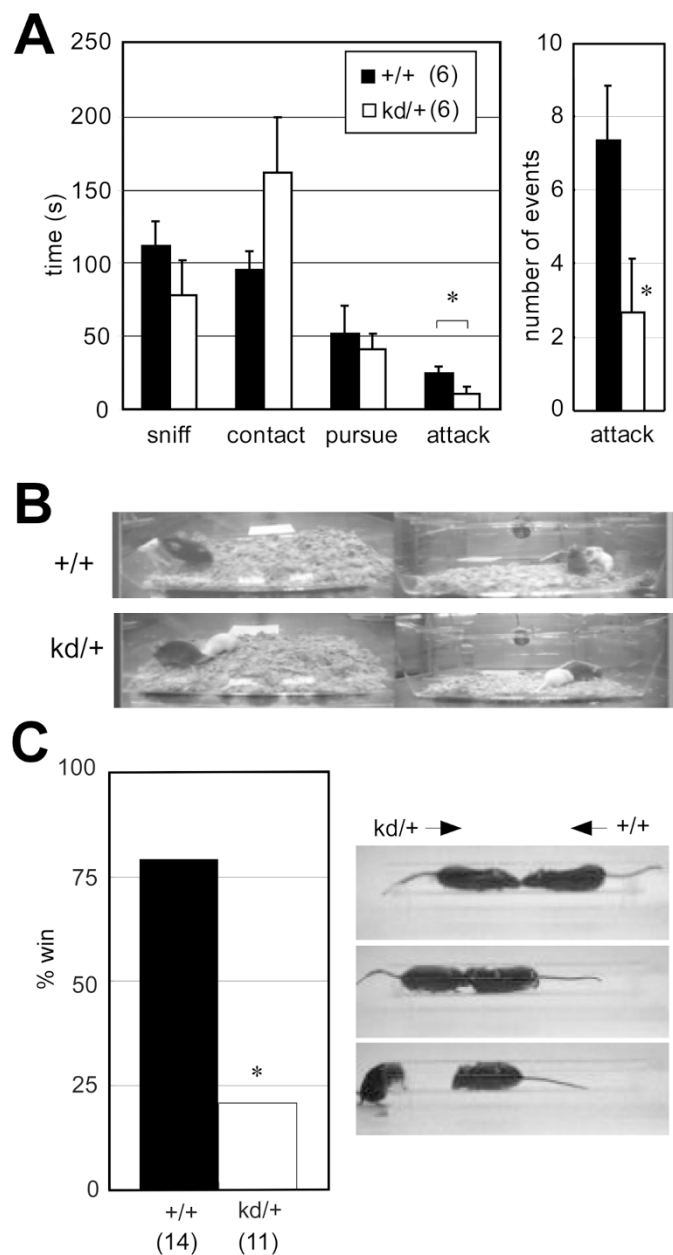 A
250
200
150
100
50
0
time (s)
+/+ (6)
kd/+ (6)
*
sniff contact pursue attack
10
8
6
4
2
0
number of events
*
attack
B
+/+
kd/+
C
100
75
50
25
0
% win
*
+/+ kd/+
(14) (11)
kd/+ +/+